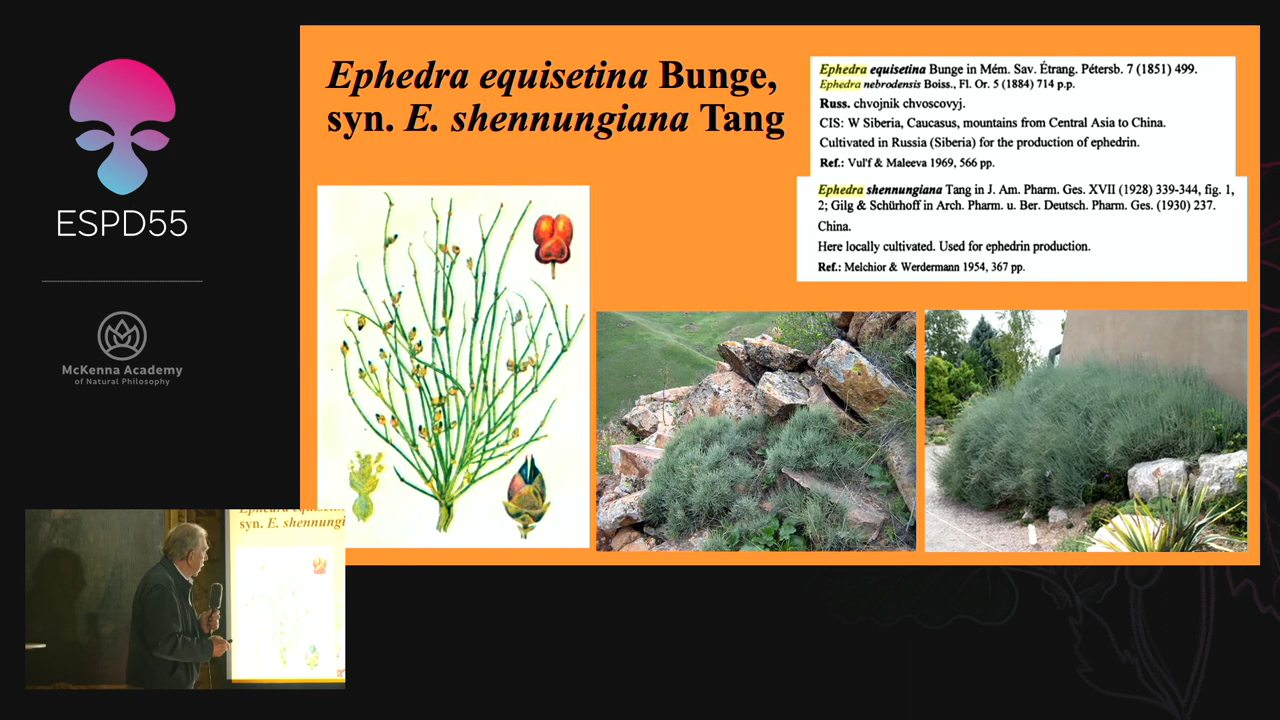 ESPD55
McKenna Academy
of Natural Philosophy
Ephedra equisetina Bunge,
syn. E. shennungiana Tang
Ephedra equisetina Bunge in Mém. Sav. Étrang. Pétersb. 7 (1851) 499.
Ephedra nebrodensis Boiss., Fl. Or. 5 (1884) 714 p.p.
Russ. chvojnik chvoscovyj.
CIS: W Siberia, Caucasus, mountains from Central Asia to China.
Cultivated in Russia (Siberia) for the production of ephedrin.
Ref.: Vul'f & Maleeva 1969, 566 pp.
Ephedra shennungiana Tang in J. Am. Pharm. Ges. XVII (1928) 339-344, fig. 1,
2; Gilg & Schürhoff in Arch. Pharm. u. Ber. Deutsch. Pharm. Ges. (1930) 237.
China.
Here locally cultivated. Used for ephedrin production.
Ref.: Melchior & Werdermann 1954, 367 pp.
syn. E. shennungi